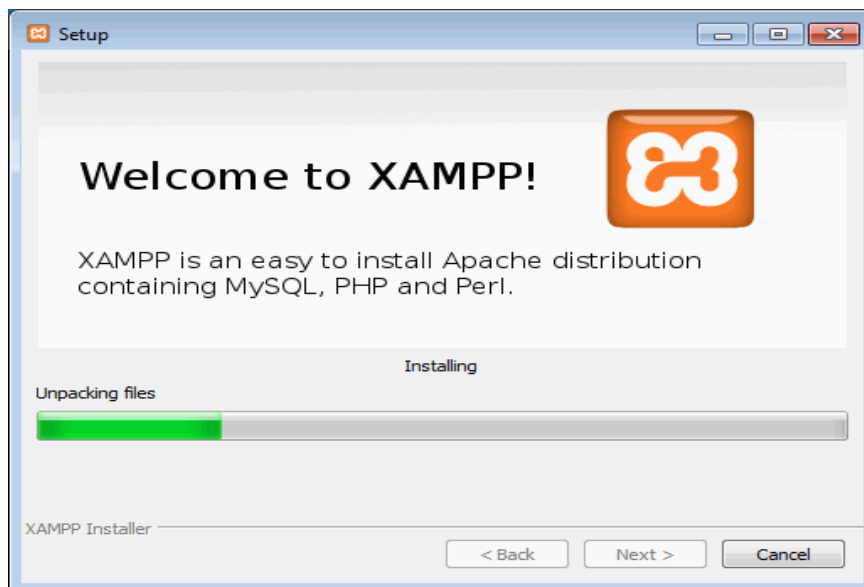 Setup
Welcome to XAMPP!
XAMPP is an easy to install Apache distribution
containing MySQL, PHP and Perl.
Installing
Unpacking files
XAMPP Installer
< Back
Next >
Cancel